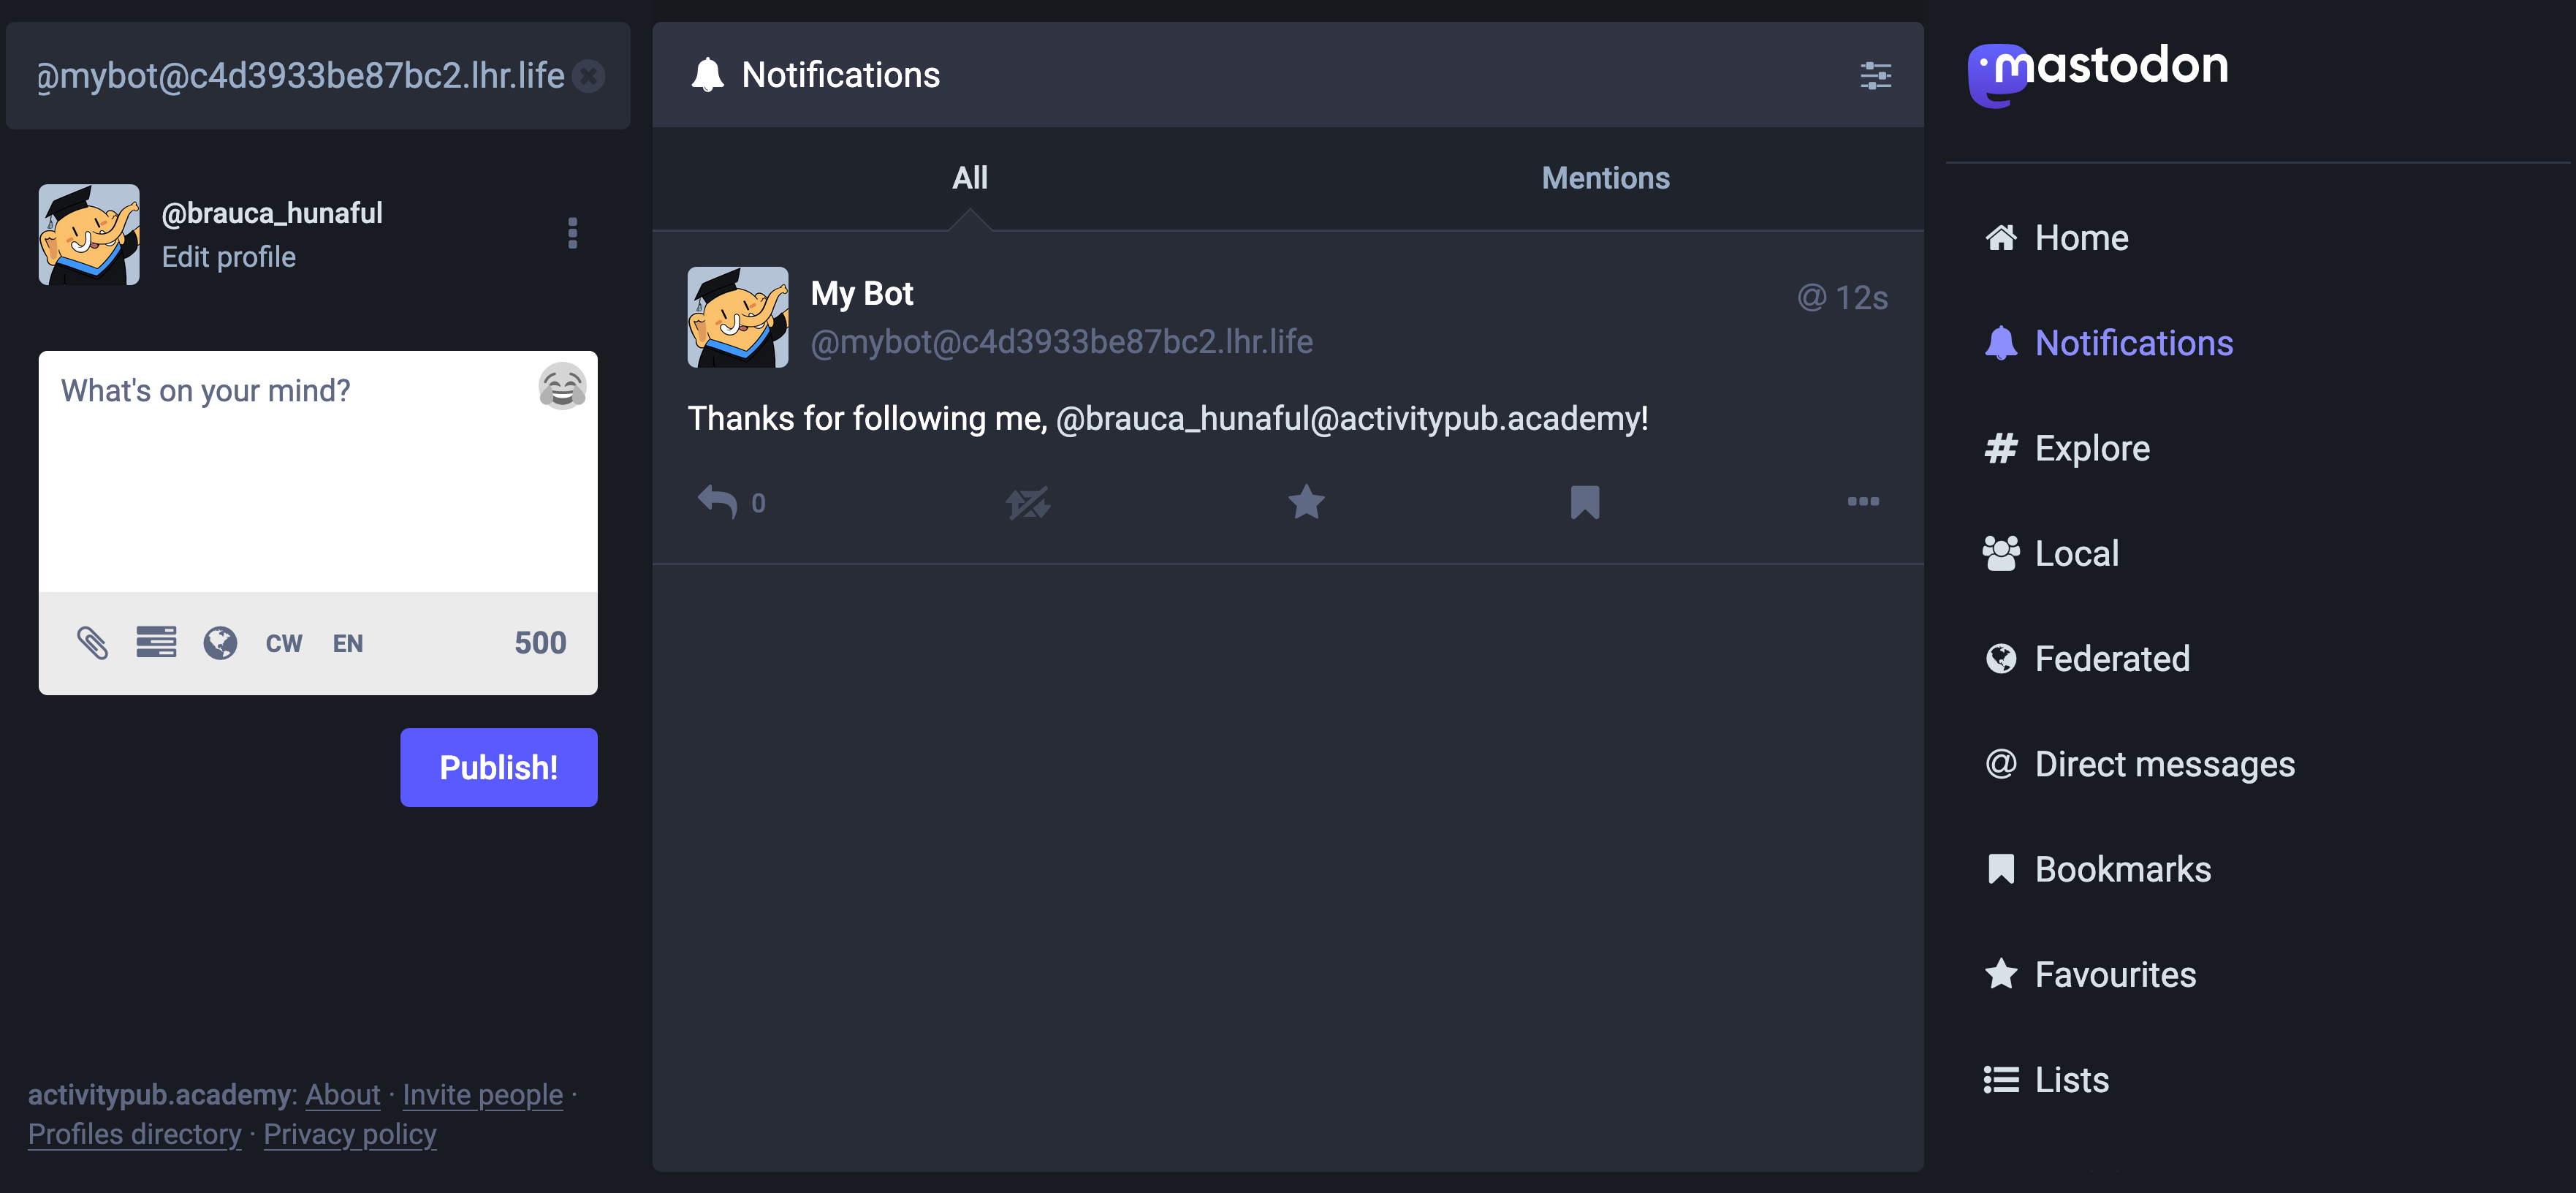 @mybot@c4d3933be87bc2.lhr.life
@brauca_hunaful
Edit profile
What's on your mind?
CW EN 500
Publish!
activitypub.academy: About · Invite people ·
Profiles directory · Privacy policy
Notifications
All Mentions
My Bot
@ 12s
@mybot@c4d3933be87bc2.lhr.life
Thanks for following me, @brauca_hunaful@activitypub.academy!
0
mastodon
Home
Notifications
Explore
Local
Federated
Direct messages
Bookmarks
Favourites
Lists